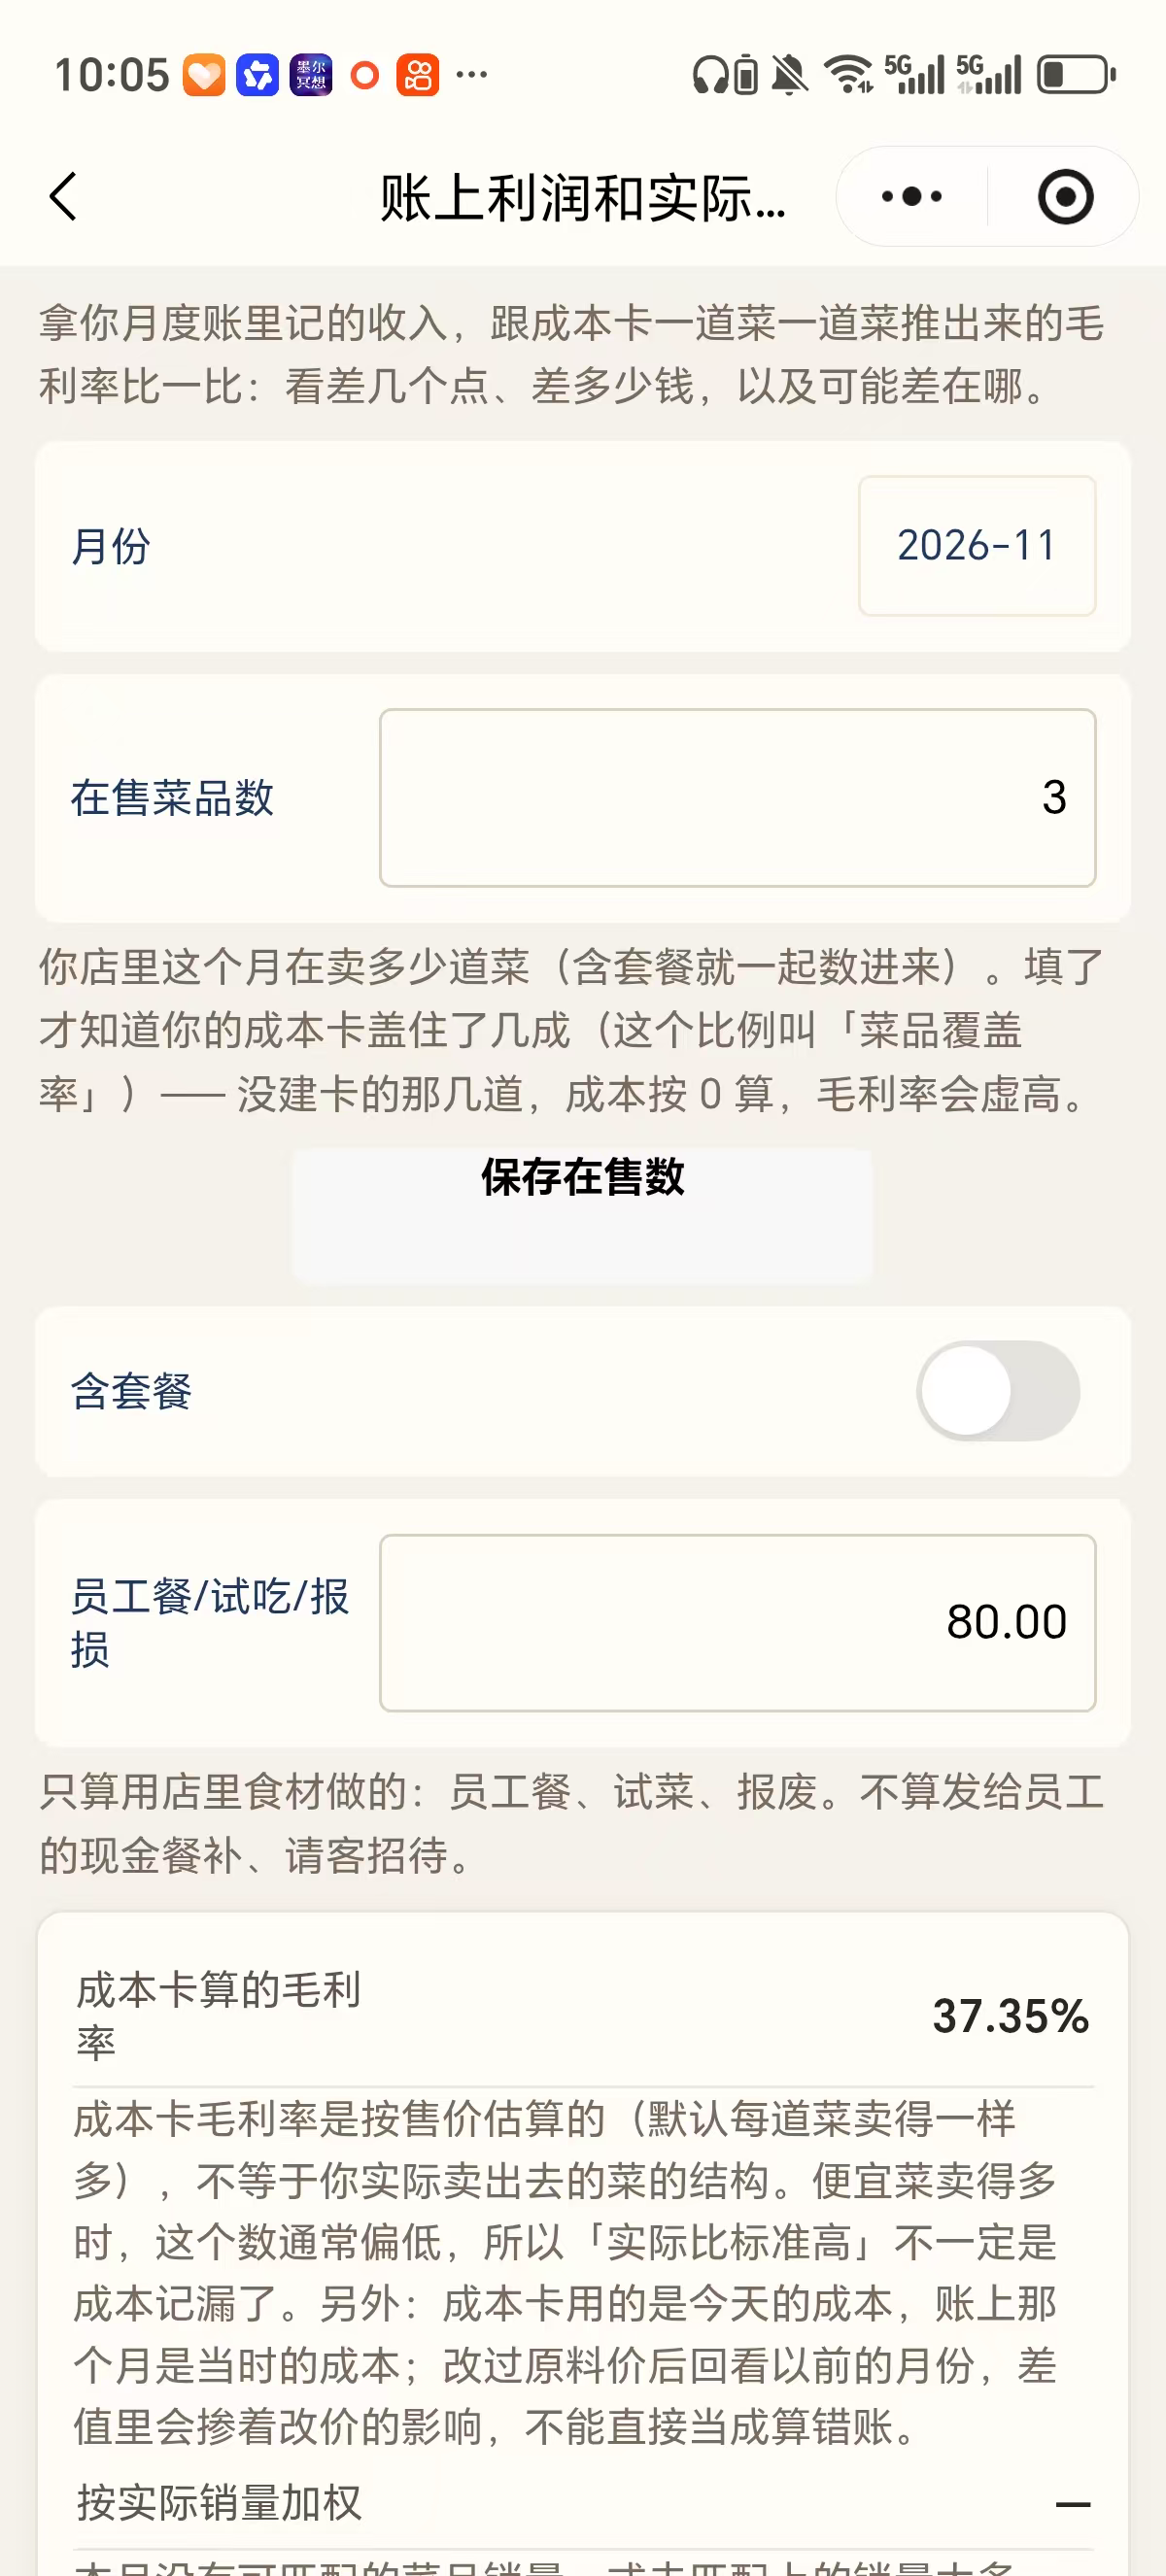 10:05
墨尔
冥想
5G
5G
账上利润和实际...
拿你月度账里记的收入，跟成本卡一道菜一道菜推出来的毛
利率比一比：看差几个点、差多少钱，以及可能差在哪。
月份
2026-11
在售菜品数
3
你店里这个月在卖多少道菜（含套餐就一起数进来）。填了
才知道你的成本卡盖住了几成（这个比例叫「菜品覆盖
率」）—— 没建卡的那几道，成本按 0 算，毛利率会虚高。
保存在售数
含套餐
员工餐/试吃/报
损
80.00
只算用店里食材做的：员工餐、试菜、报废。不算发给员工
的现金餐补、请客招待。
成本卡算的毛利
率
37.35%
成本卡毛利率是按售价估算的（默认每道菜卖得一样
多），不等于你实际卖出去的菜的结构。便宜菜卖得多
时，这个数通常偏低，所以「实际比标准高」不一定是
成本记漏了。另外：成本卡用的是今天的成本，账上那
个月是当时的成本；改过原料价后回看以前的月份，差
值里会掺着改价的影响，不能直接当成算错账。
按实际销量加权
—